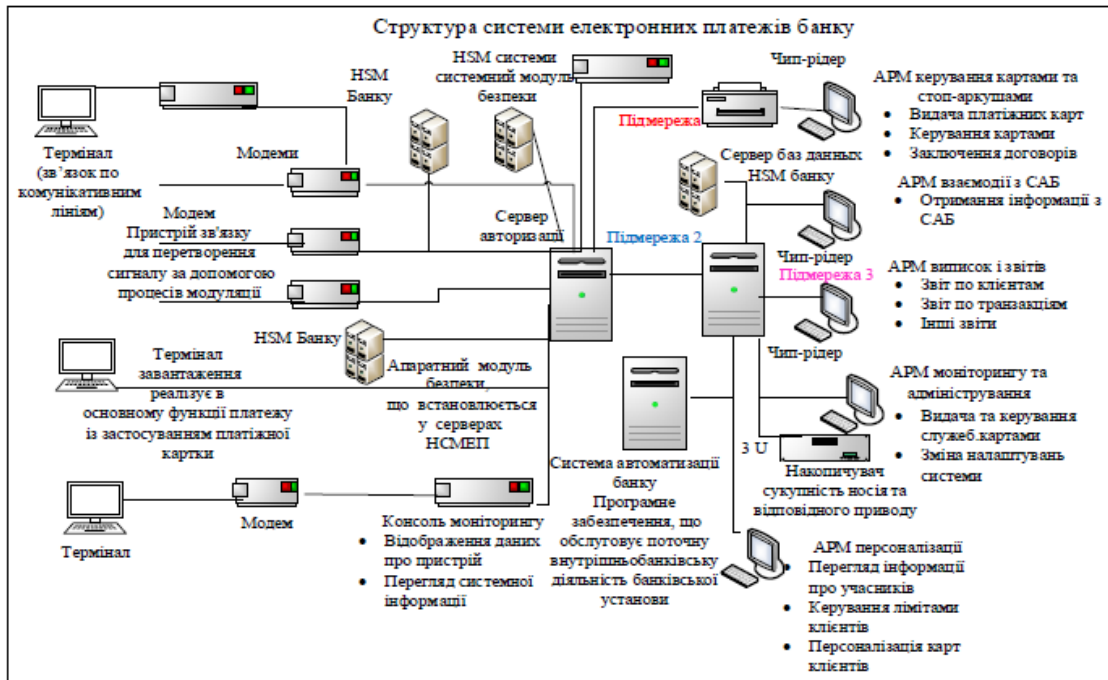 Структура системи електронних платежів банку
HSM
Банку
HSM системи
системний модуль
безпеки
Чип-рідер
АРМ керування картами та
стоп-аркушами
• Видача платіжних карт
• Керування картами
• Заключення договорів
Підмережа
Термінал
(зв’язок по
комунікативним
лініям)
Модеми
Сервер баз данных
HSM банку
АРМ взаємодії з САБ
• Отримання інформації з
САБ
Модем
Пристрій зв'язку
для перетворення
сигналу за допомогою
процесів модуляції
Сервер
авторизації
Підмережа 2
Чип-рідер
Підмережа 3
АРМ виписок і звітів
• Звіт по клієнтам
• Звіт по транзакціям
• Інші звіти
Чип-рідер
HSM Банку
Апаратний модуль
безпеки,
що встановлюється
у серверах
НСМЕП
Термінал
завантаження
реалізує в
основному функції платежу
із застосуванням платіжної
картки
АРМ моніторингу та
адміністрування
• Видача та керування
служеб.картами
• Зміна налаштувань
системи
3 U
Накопичувач
сукупність носія та
відповідного приводу
Система автоматизації
банку
Програмне
забезпечення, що
обслутовує поточну
внутрішньобанківську
діяльність банківської
установи
Термінал
Модем
Консоль моніторингу
• Відображення даних
про пристрій
• Перегляд системної
інформації
АРМ персоналізації
• Перегляд інформації
про учасників
• Керування лімітами
клієнтів
• Персоналізація карт
клієнтів